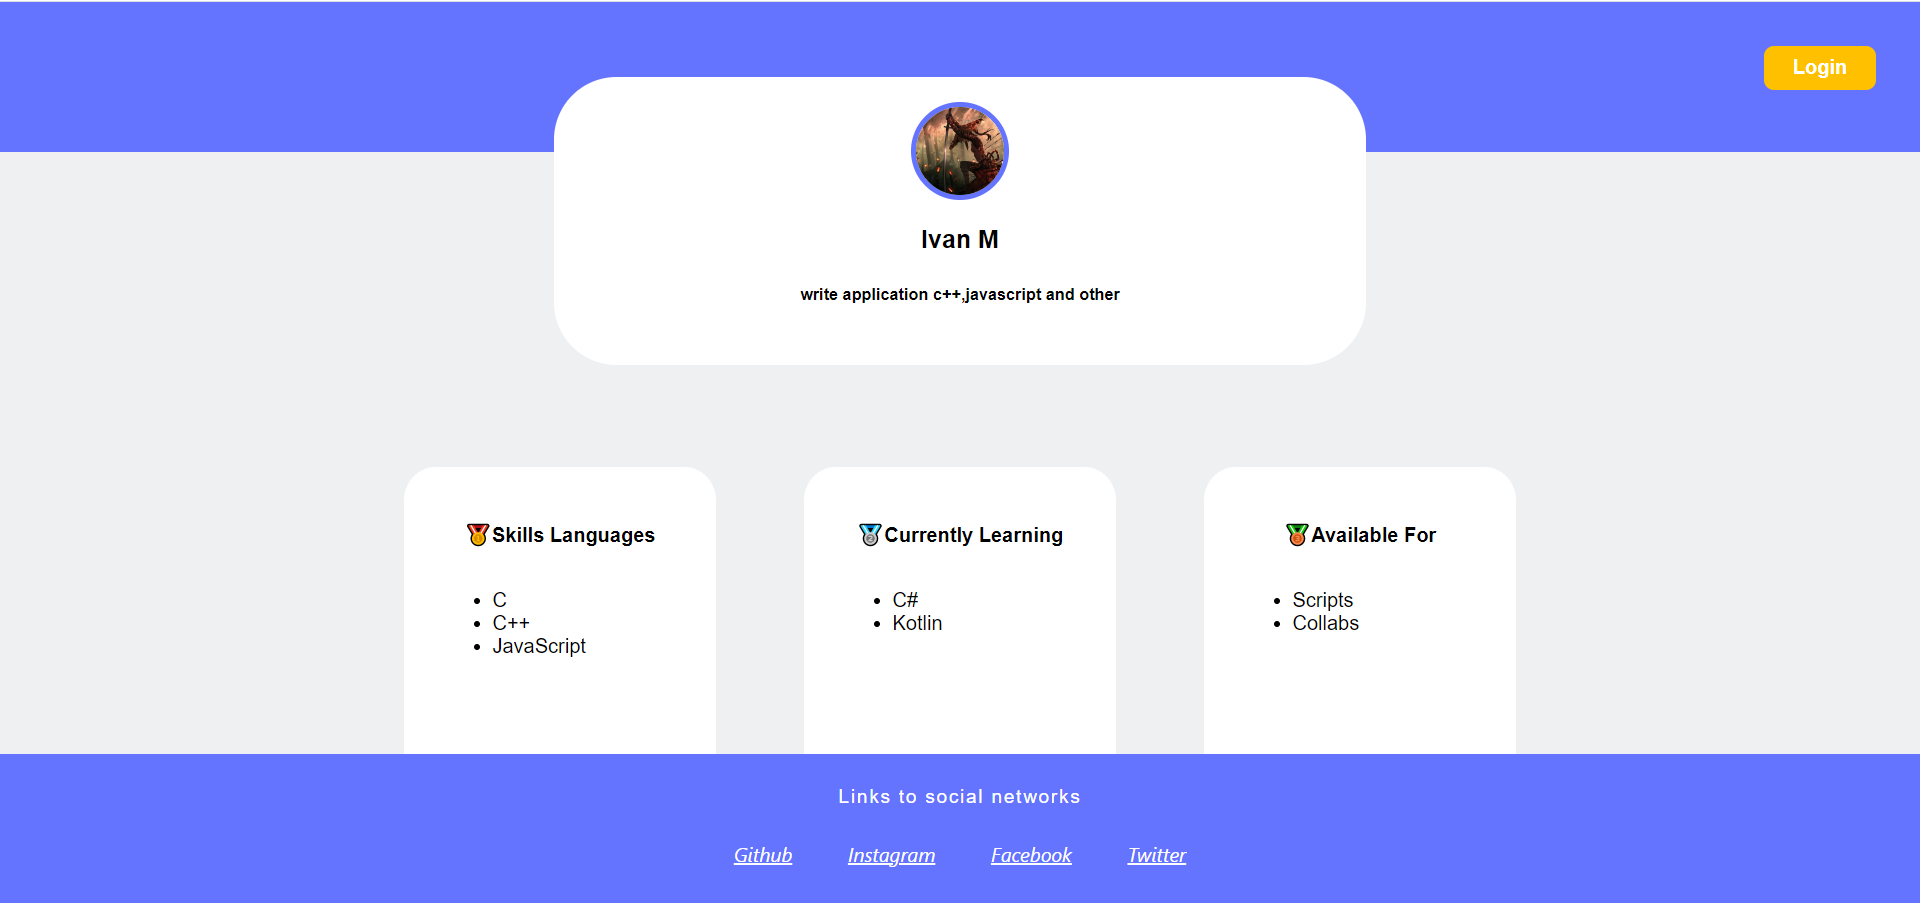 Login
Ivan M
write application c++,javascript and other
🥇Skills Languages
C
C++
JavaScript
🥈Currently Learning
C#
Kotlin
🥉Available For
Scripts
Collabs
Links to social networks
Github Instagram Facebook Twitter